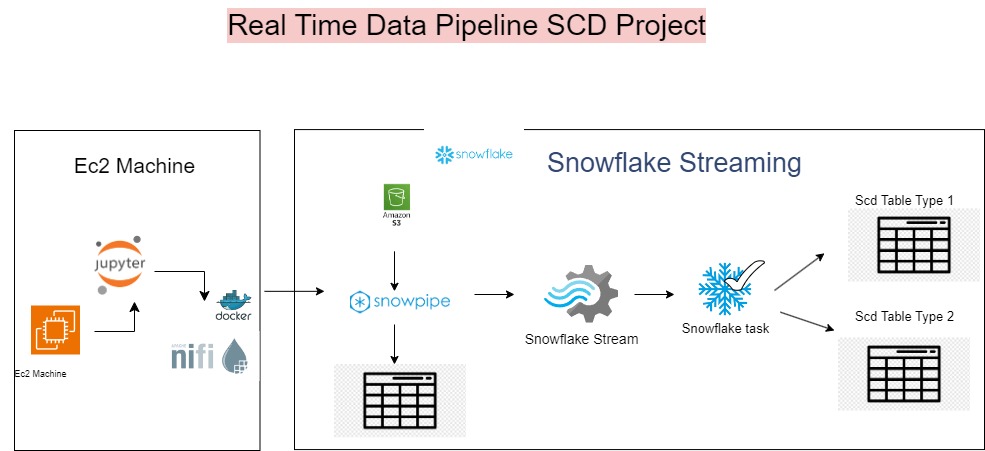 Real Time Data Pipeline SCD Project
Ec2 Machine
snowflake
Snowflake Streaming
Amazon
S3
Scd Table Type 1
jupyter
snowpipe
docker
Snowflake Stream
Snowflake task
Scd Table Type 2
APACHE
nifi
Ec2 Machine